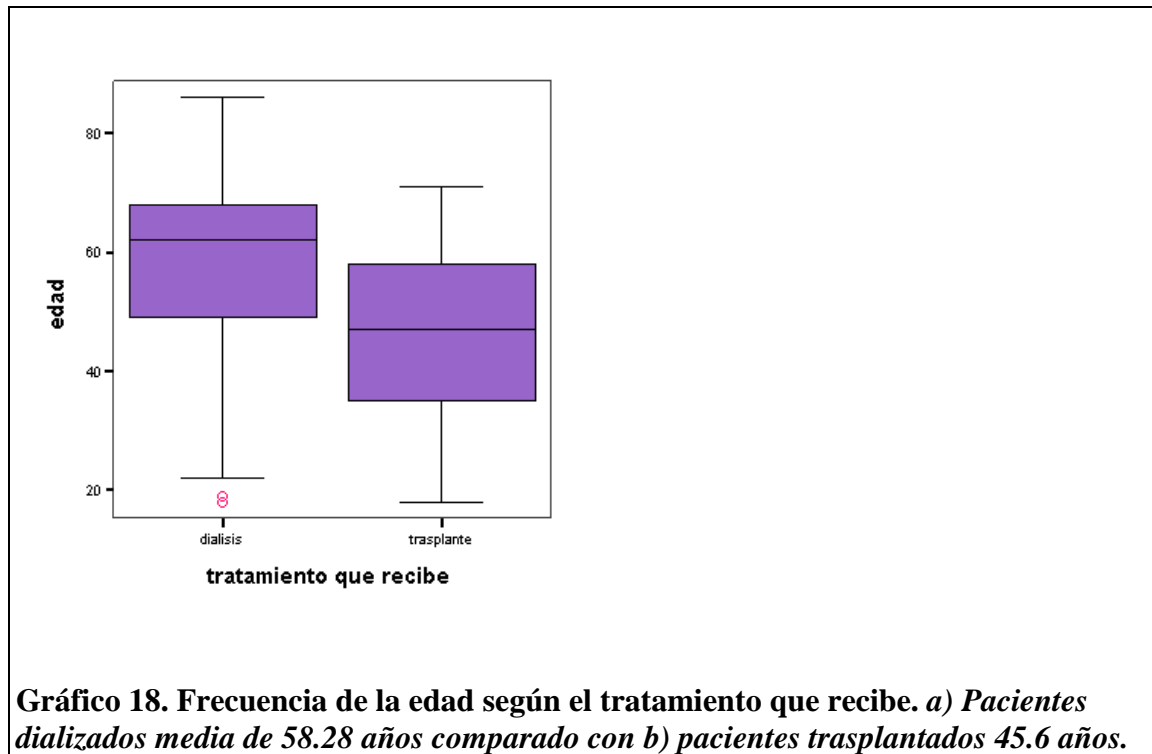 80
60
edad
40
20
dialisis trasplante
tratamiento que recibe
Gráfico 18. Frecuencia de la edad según el tratamiento que recibe. a) Pacientes
dializados media de 58.28 años comparado con b) pacientes trasplantados 45.6 años.